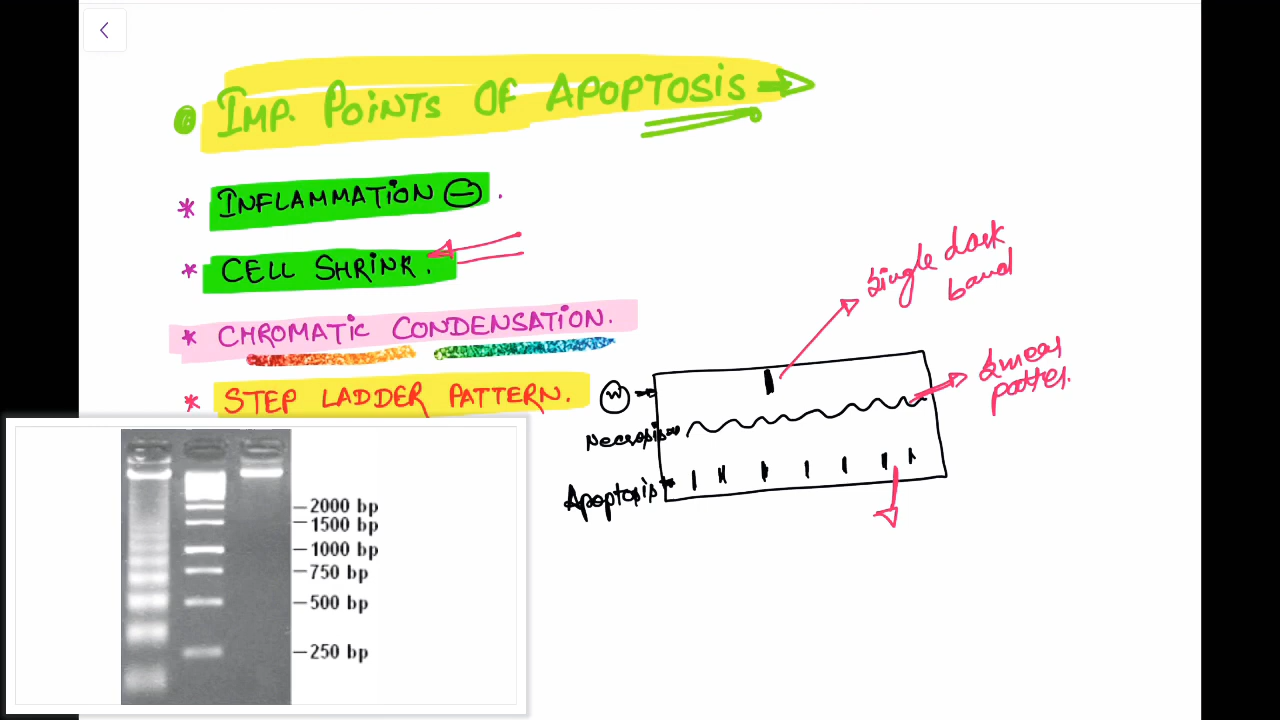 IMP. POINTS OF APOPTOSIS
* INFLAMMATION ⊖.
* CELL SHRINK.
* CHROMATIC CONDENSATION.
* STEP LADDER PATTERN.
Single dark
band
Smear
N
Necrosis
Apoptosis
2000 bp
1500 bp
1000 bp
750 bp
500 bp
250 bp